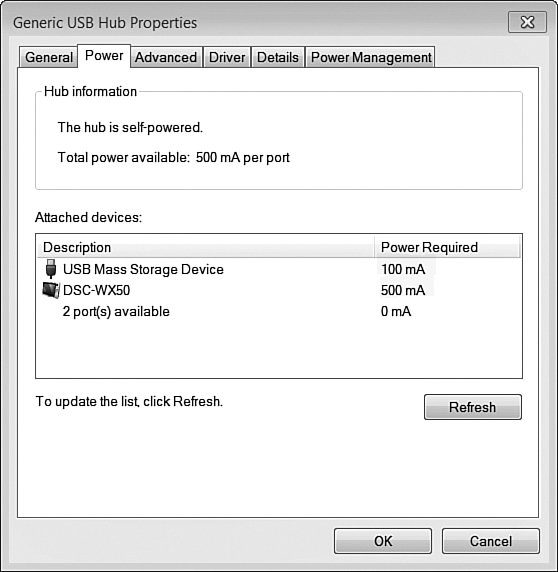 Generic USB Hub Properties
General Power Advanced Driver Details Power Management
Hub information
The hub is self-powered.
Total power available: 500 mA per port
Attached devices:
Description Power Required
USB Mass Storage Device 100 mA
DSC-WX50 500 mA
2 port(s) available 0 mA
To update the list, click Refresh.
Refresh
OK Cancel